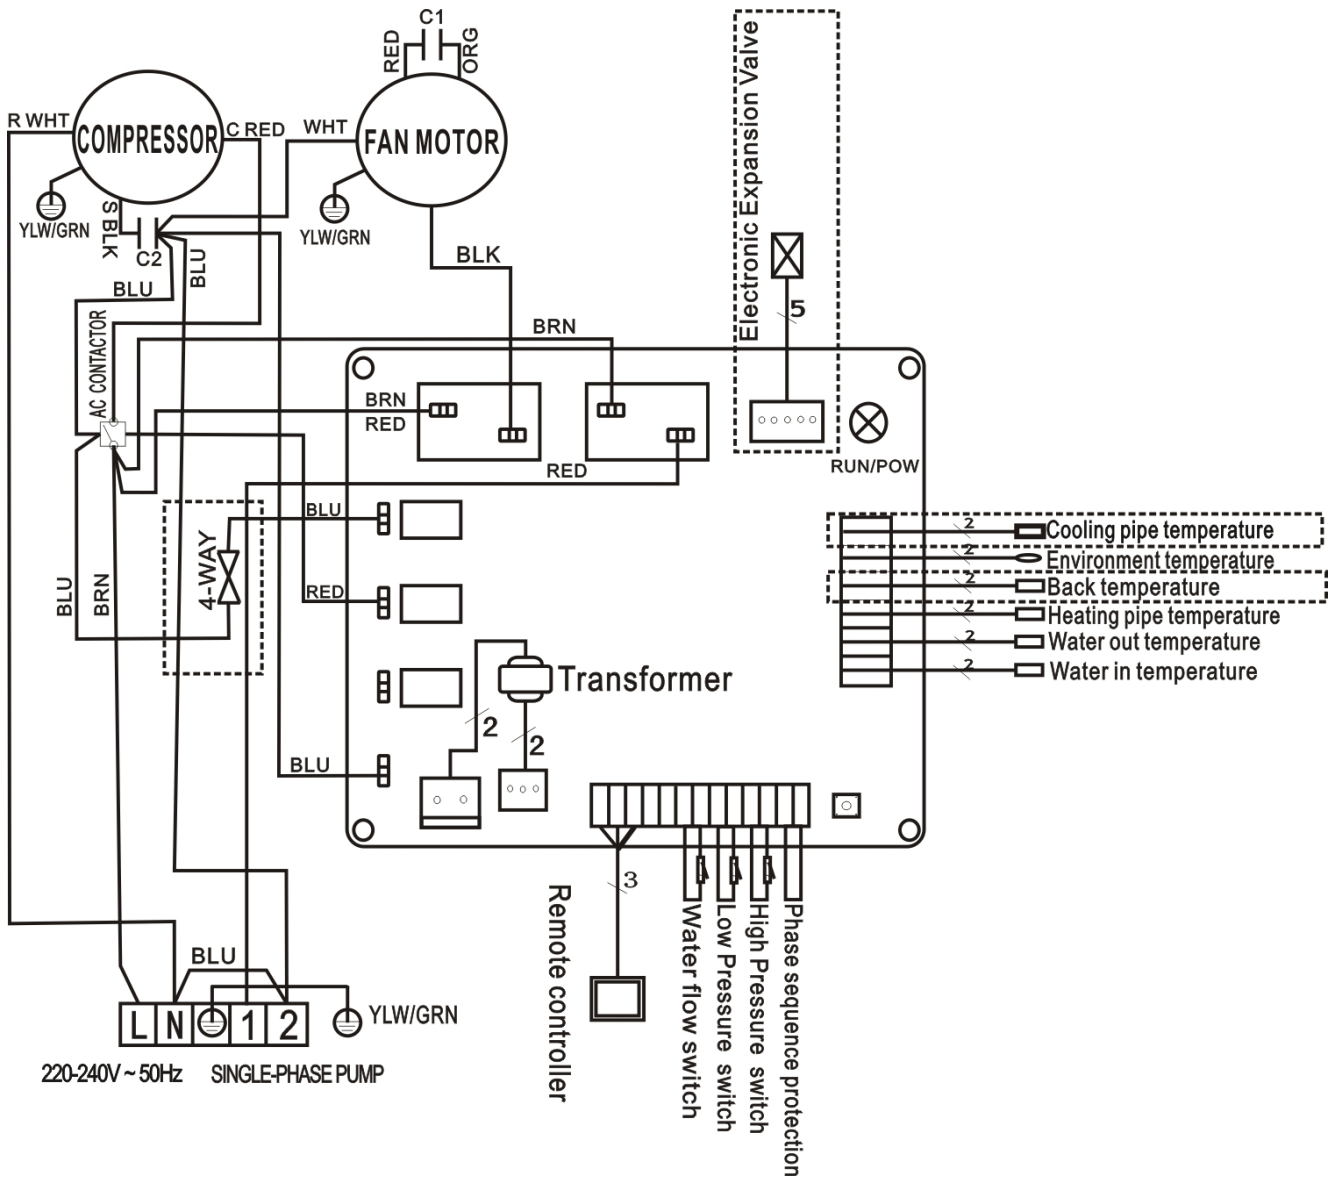 C1
RED
ORG
R WHT
COMPRESSOR
C RED
WHT
FAN MOTOR
YLW/GRN
S BLK
C2
YLW/GRN
BLU
BLU
BLK
Electronic Expansion Valve
5
AC CONTACTOR
BRN
BRN
RED
RED
RUN/POW
BLU
4-WAY
BLU
BRN
RED
2
Cooling pipe temperature
2
Environment temperature
2
Back temperature
2
Heating pipe temperature
2
Water out temperature
2
Water in temperature
Transformer
2
2
BLU
3
Remote controller
Water flow switch
Low Pressure switch
High Pressure switch
Phase sequence protection
BLU
L N 1 2
YLW/GRN
220-240V ~ 50Hz SINGLE-PHASE PUMP